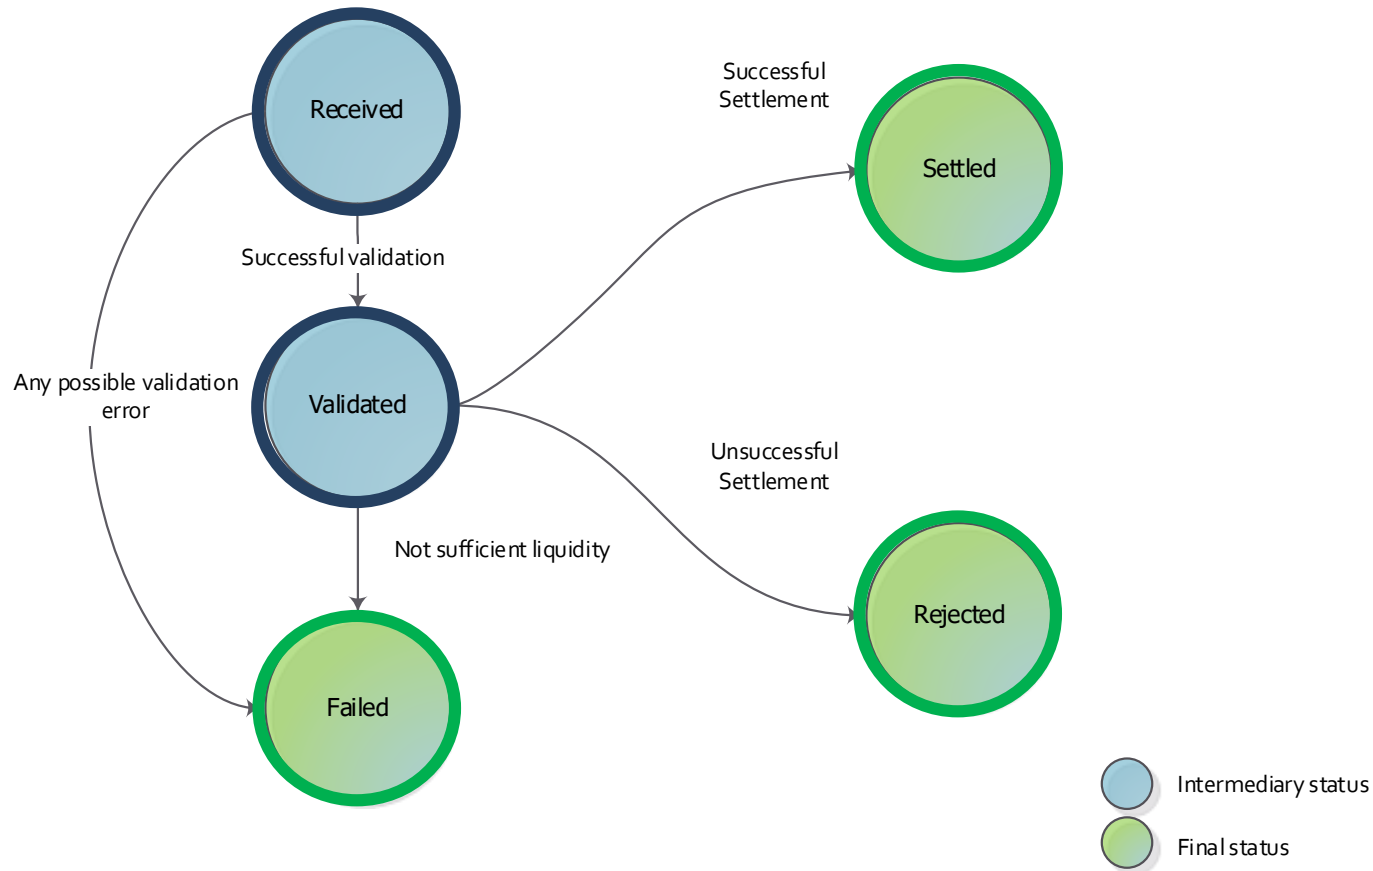 Received
Successful validation
Any possible validation
error
Validated
Not sufficient liquidity
Failed
Successful
Settlement
Settled
Unsuccessful
Settlement
Rejected
Intermediary status
Final status